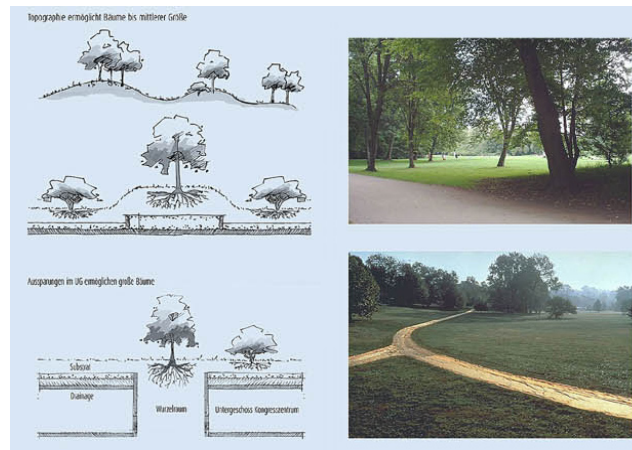 Topographie ermöglicht Bäume bis mittlerer Größe
Aussparungen im UG ermöglichen große Bäume
Substrat
Drainage
Wurzelraum
Untergeschoss Kongresszentrum